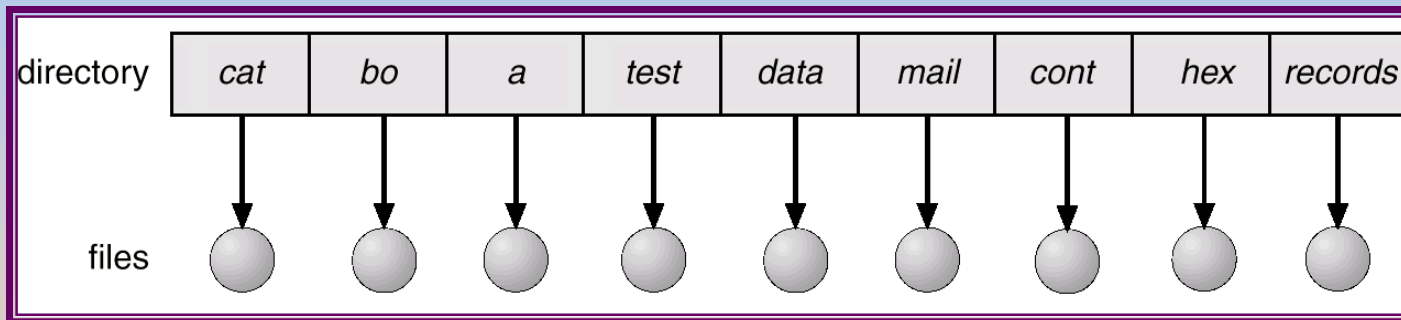 directory cat bo a test data mail cont hex records
files